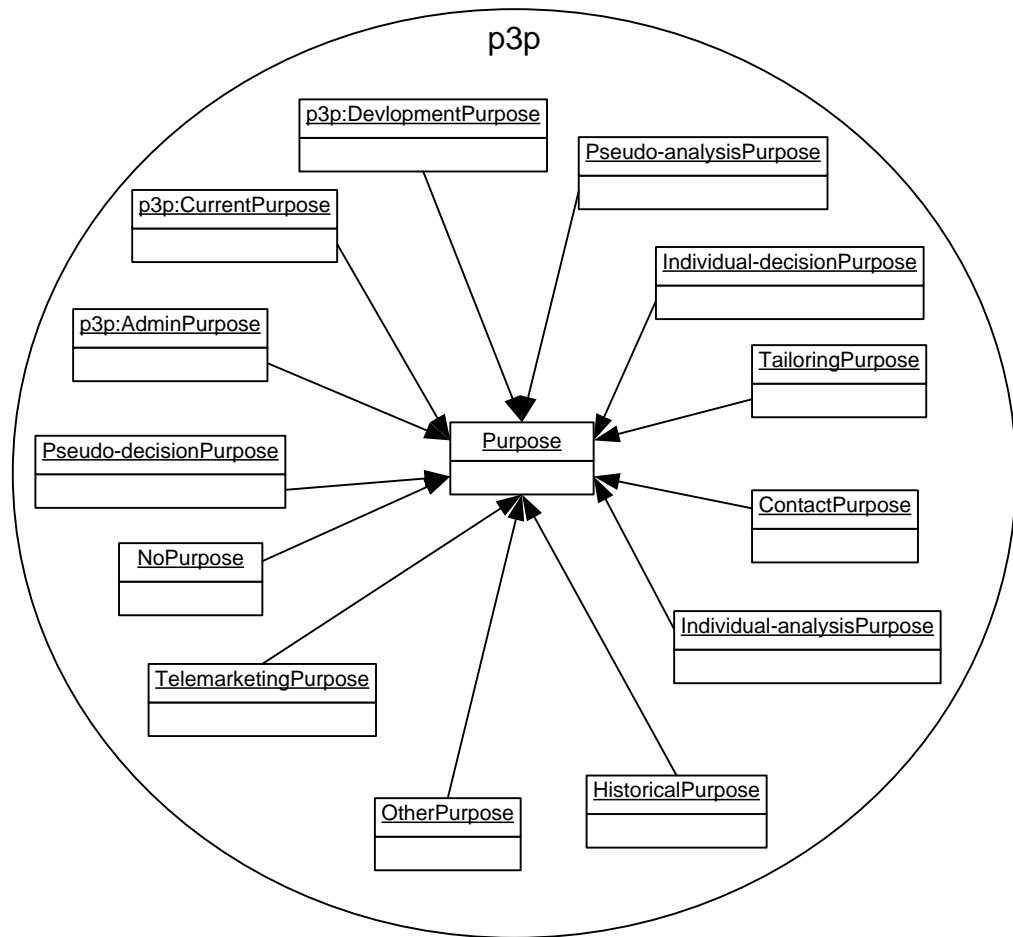 p3p
p3p:DevlopmentPurpose
Pseudo-analysisPurpose
p3p:CurrentPurpose
Individual-decisionPurpose
p3p:AdminPurpose
TailoringPurpose
Purpose
Pseudo-decisionPurpose
ContactPurpose
NoPurpose
Individual-analysisPurpose
TelemarketingPurpose
HistoricalPurpose
OtherPurpose